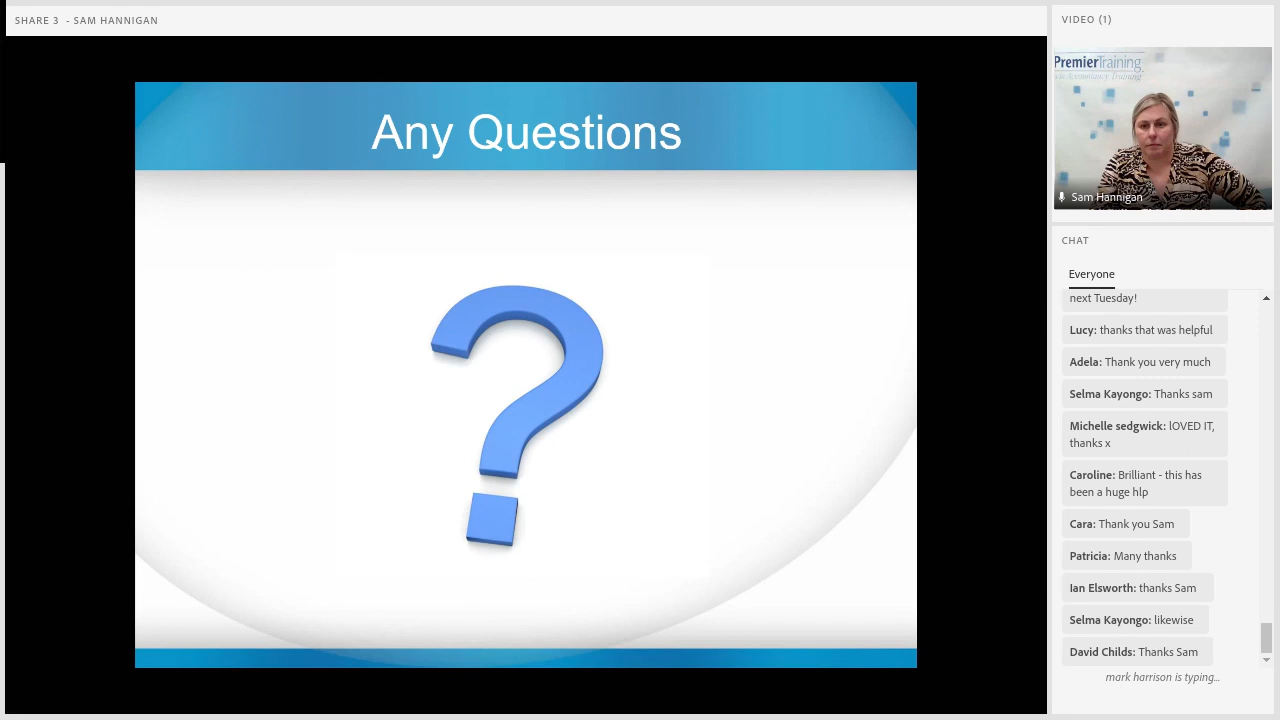 SHARE 3 - SAM HANNIGAN
Any Questions
VIDEO (1)
PremierTraining
in Accountancy Training
Sam Hannigan
CHAT
Everyone
next Tuesday!
Lucy: thanks that was helpful
Adela: Thank you very much
Selma Kayongo: Thanks sam
Michelle sedgwick: lOVED IT,
thanks x
Caroline: Brilliant - this has
been a huge hlp
Cara: Thank you Sam
Patricia: Many thanks
Ian Elsworth: thanks Sam
Selma Kayongo: likewise
David Childs: Thanks Sam
mark harrison is typing...